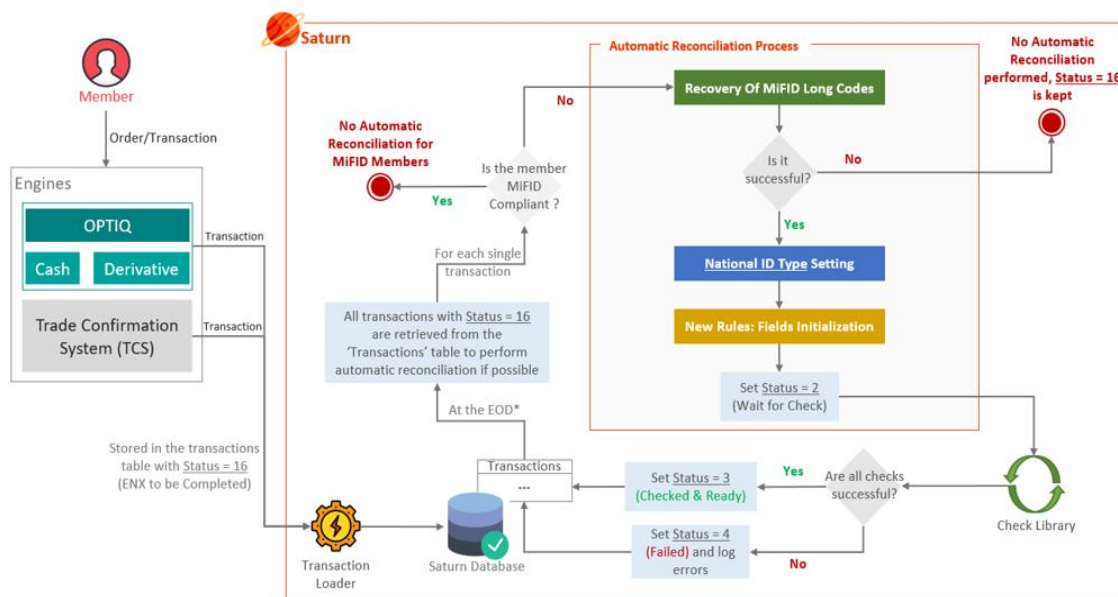 Saturn
Member
Order/Transaction
Engines
OPTIQ
Cash
Derivative
Trade Confirmation
System (TCS)
Transaction
Transaction
Stored in the transactions
table with Status = 16
(ENX to be Completed)
Transaction
Loader
Saturn Database
Transactions
...
At the EOD*
All transactions with Status = 16
are retrieved from the
'Transactions' table to perform
automatic reconciliation if possible
For each single
transaction
Is the member
MiFID
Compliant ?
Yes
No Automatic
Reconciliation for
MiFID Members
No
Automatic Reconciliation Process
Recovery Of MiFID Long Codes
Is it
successful?
No
No Automatic
Reconciliation
performed, Status = 16
is kept
Yes
National ID Type Setting
New Rules: Fields Initialization
Set Status = 2
(Wait for Check)
Check Library
Are all checks
successful?
Yes
Set Status = 3
(Checked & Ready)
No
Set Status = 4
(Failed) and log
errors